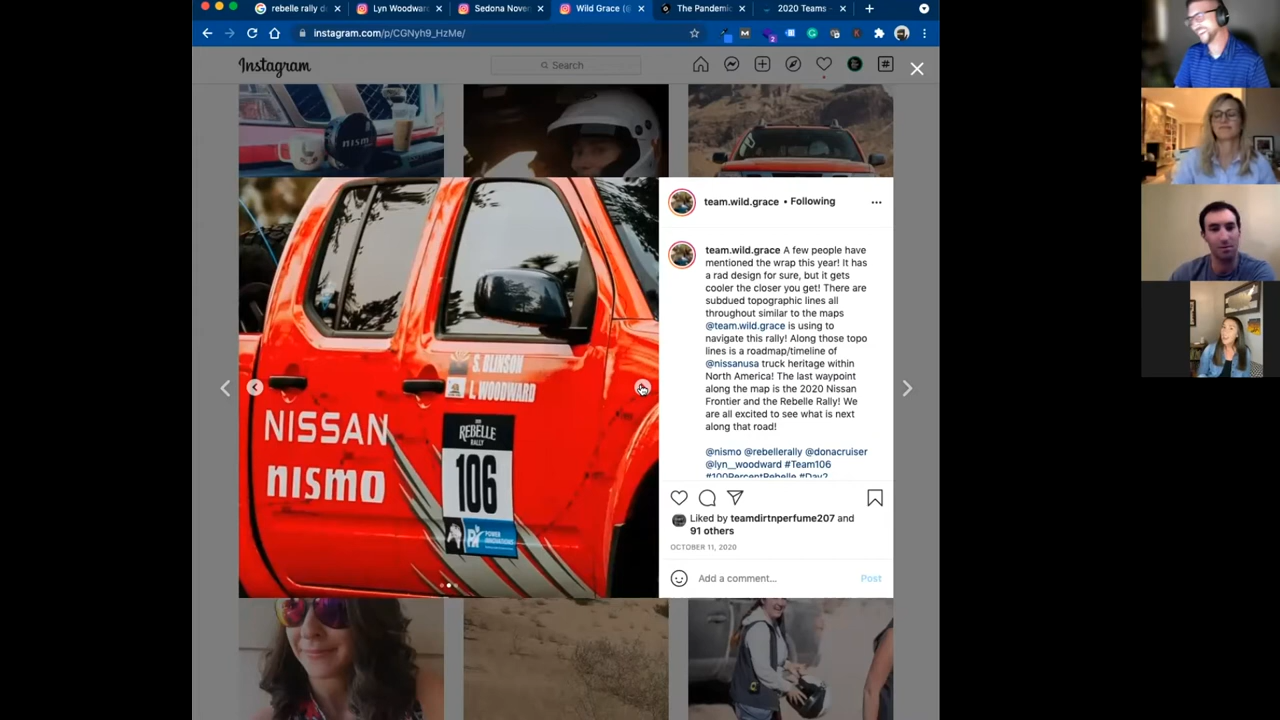 rebelle rally d
Lyn Woodward
Sedona Nover
Wild Grace (@
The Pandemic
2020 Teams -
instagram.com/p/CGNyh9_HzMe/
Instagram
Search
nismo
team.wild.grace • Following
team.wild.grace A few people have
mentioned the wrap this year! It has
a rad design for sure, but it gets
cooler the closer you get! There are
subdued topographic lines all
throughout similar to the maps
@team.wild.grace is using to
navigate this rally! Along those topo
lines is a roadmap/timeline of
@nissanusa truck heritage within
North America! The last waypoint
along the map is the 2020 Nissan
Frontier and the Rebelle Rally! We
are all excited to see what is next
along that road!
@nismo @rebellerally @donacruiser
@lyn__woodward #Team106
#100PercentRebelle #Day2
S. BLINSON
L. WOODWARD
NISSAN
nismo
REBELLE
RALLY
106
POWER
INNOVATIONS
Liked by teamdirtnperfume207 and
91 others
OCTOBER 11, 2020
Add a comment...
Post